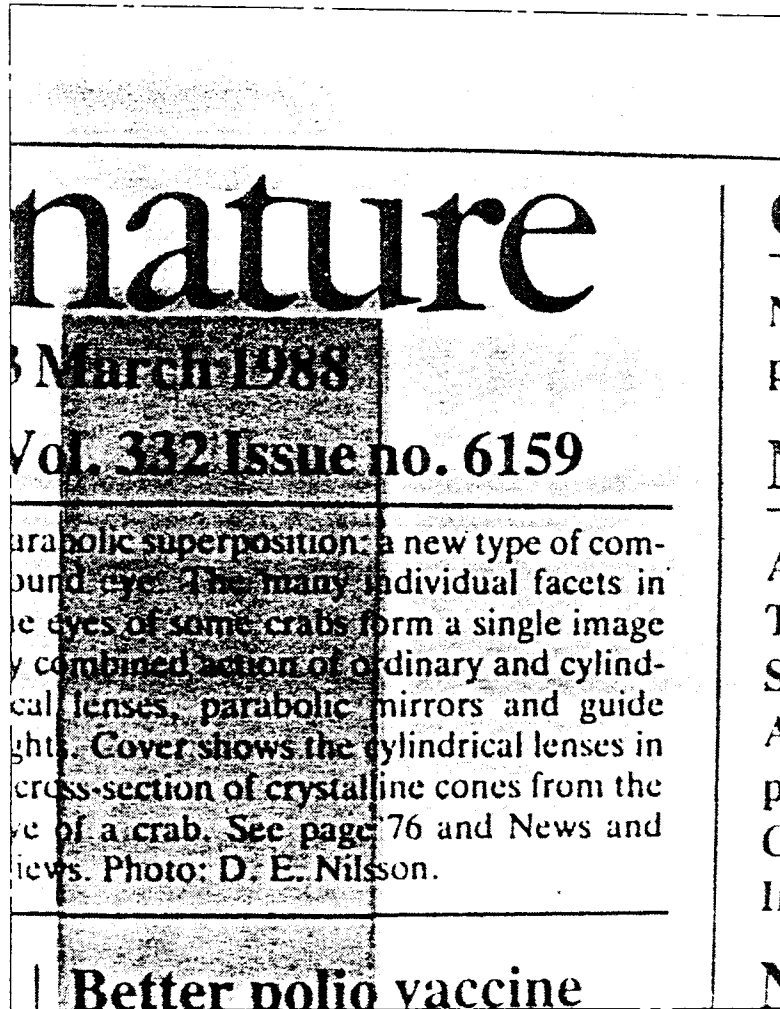 nature
3 March 1988
Vol. 332 Issue no. 6159
arabolic superposition: a new type of com-
ound eye. The many individual facets in
e eyes of some crabs form a single image
y combined action of ordinary and cylind-
cal lenses, parabolic mirrors and guide
ghts. Cover shows the cylindrical lenses in
cross-section of crystalline cones from the
ye of a crab. See page 76 and News and
iews. Photo: D. E. Nilsson.
Better polio vaccine